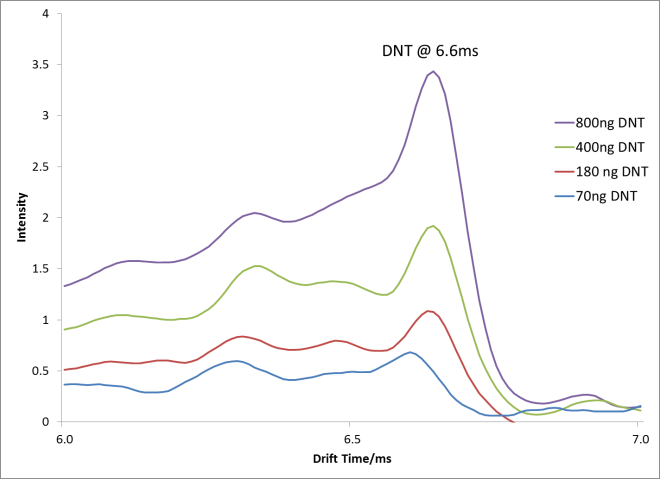 4
DNT @ 6.6ms
3.5
3
800ng DNT
400ng DNT
2.5
180 ng DNT
70ng DNT
Intensity
2
1.5
1
0.5
0
6.0 6.5 7.0
Drift Time/ms